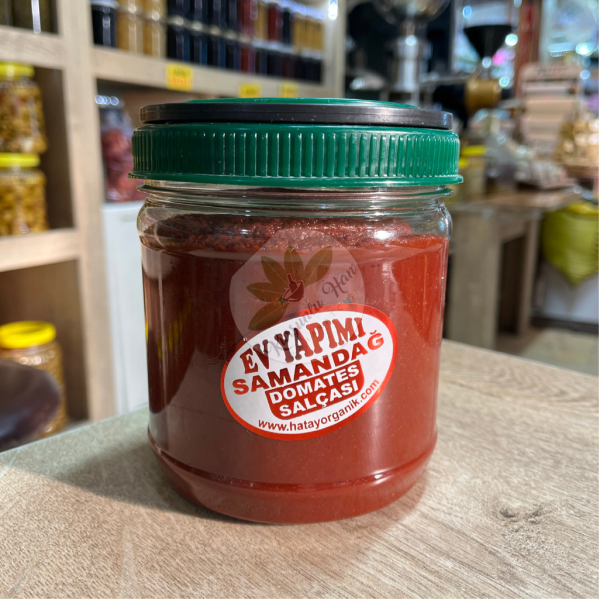 EV YAPIMI
SAMANDAĞ
DOMATES
SALÇASI
www.hatayorganik.com